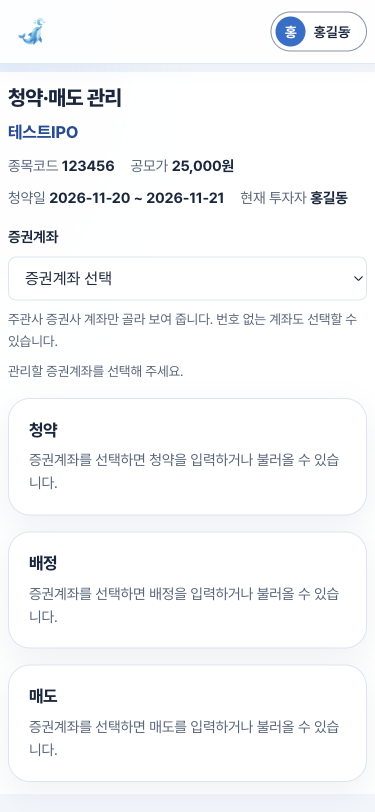 홍 홍길동
청약·매도 관리
테스트IPO
종목코드 123456 공모가 25,000원
청약일 2026-11-20 ~ 2026-11-21 현재 투자자 홍길동
증권계좌
증권계좌 선택
주관사 증권사 계좌만 골라 보여 줍니다. 번호 없는 계좌도 선택할 수
있습니다.
관리할 증권계좌를 선택해 주세요.
청약
증권계좌를 선택하면 청약을 입력하거나 불러올 수 있습
니다.
배정
증권계좌를 선택하면 배정을 입력하거나 불러올 수 있습
니다.
매도
증권계좌를 선택하면 매도를 입력하거나 불러올 수 있습
니다.